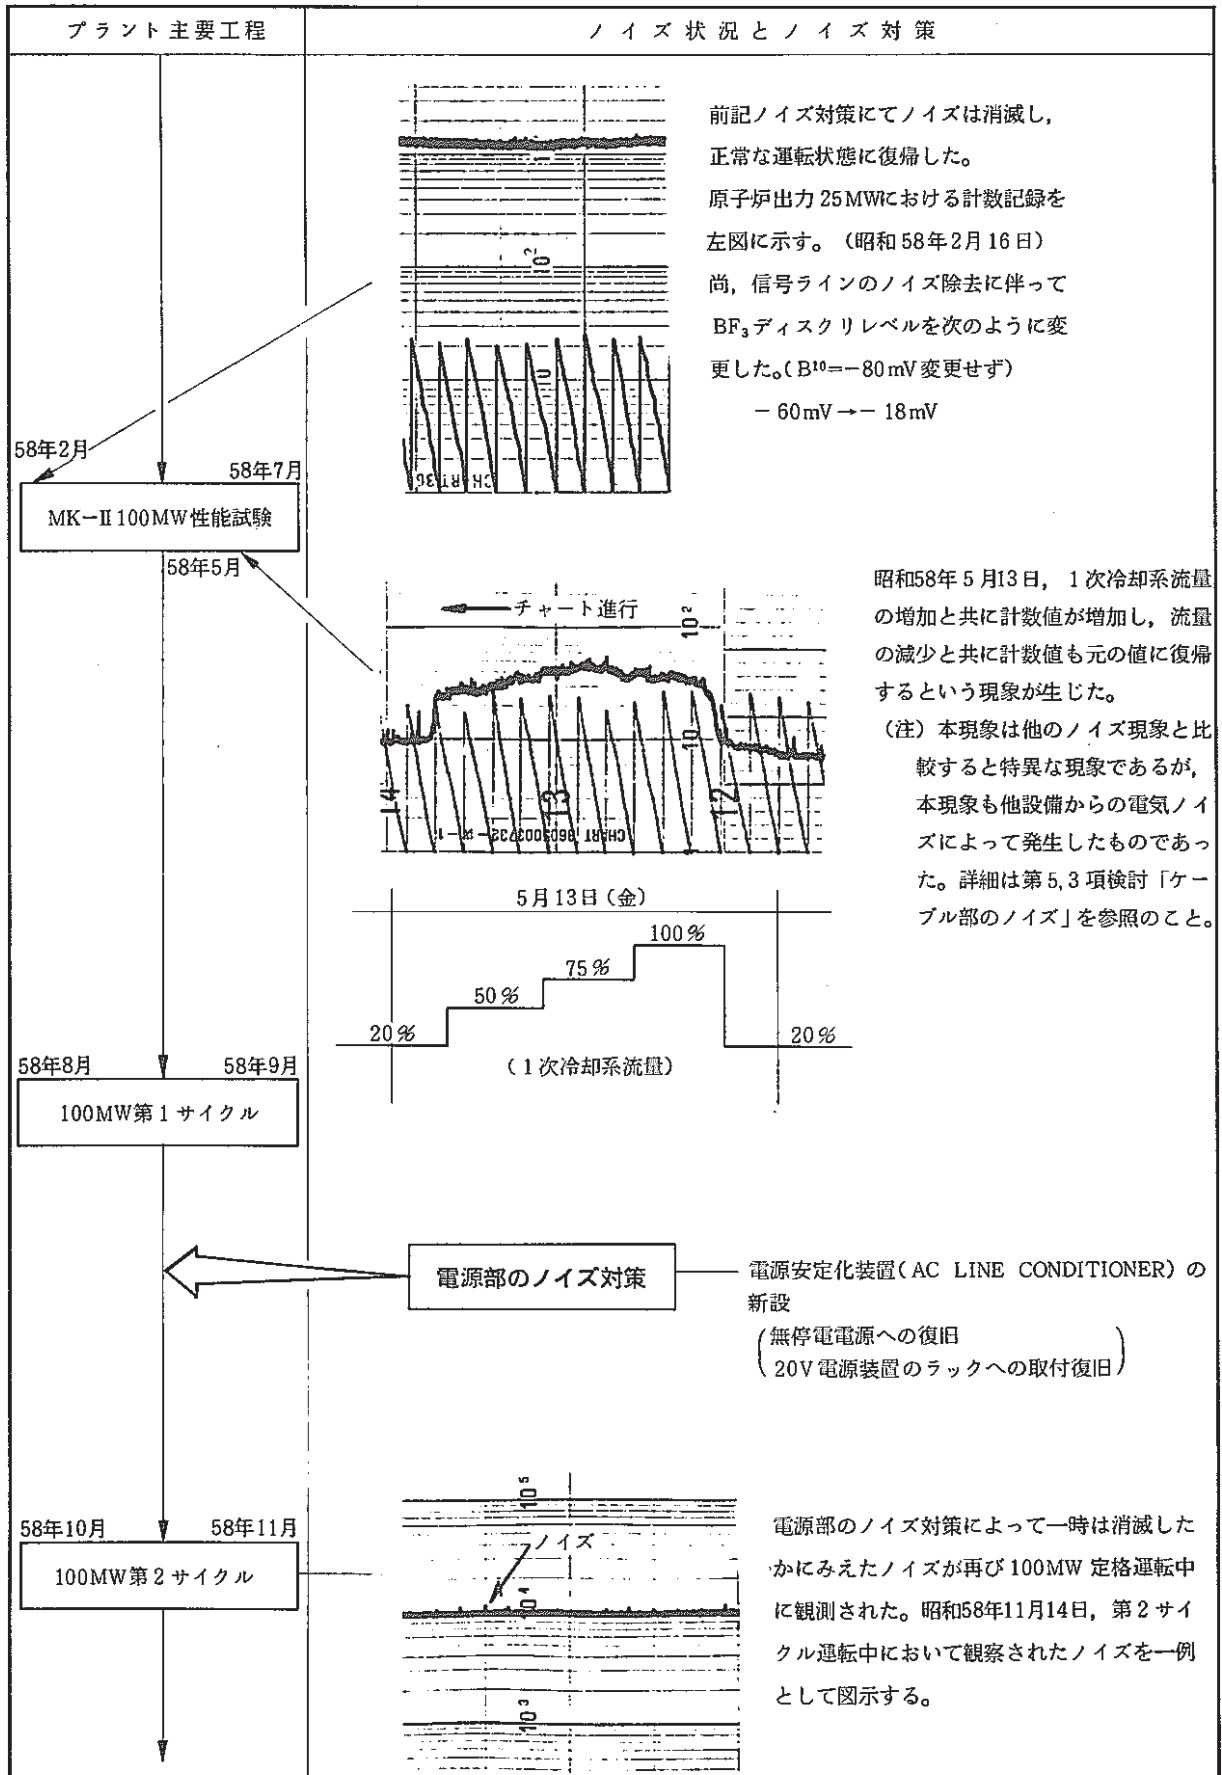 プラント主要工程
ノイズ状況とノイズ対策
前記ノイズ対策にてノイズは消滅し,
正常な運転状態に復帰した。
原子炉出力25MWにおける計数記録を
左図に示す。(昭和58年2月16日)
尚, 信号ラインのノイズ除去に伴って
BF₃ディスクリレベルを次のように変
更した。(B¹⁰=-80mV変更せず)
-60mV→-18mV
10²
58年2月
58年7月
MK-Ⅱ100MW性能試験
58年5月
チャート進行
10²
10
14
13
12
昭和58年5月13日, 1次冷却系流量
の増加と共に計数値が増加し, 流量
の減少と共に計数値も元の値に復帰
するという現象が生じた。
(注)本現象は他のノイズ現象と比
較すると特異な現象であるが,
本現象も他設備からの電気ノイ
ズによって発生したものであっ
た。詳細は第5,3項検討「ケー
ブル部のノイズ」を参照のこと。
5月13日(金)
100%
75%
50%
20%
20%
(1次冷却系流量)
58年8月
58年9月
100MW第1サイクル
電源部のノイズ対策
電源安定化装置(AC LINE CONDITIONER)の
新設
(無停電電源への復旧
20V電源装置のラックへの取付復旧)
58年10月
58年11月
100MW第2サイクル
10⁵
ノイズ
10⁴
10³
電源部のノイズ対策によって一時は消滅した
かにみえたノイズが再び100MW定格運転中
に観測された。昭和58年11月14日, 第2サイ
クル運転中において観察されたノイズを一例
として図示する。